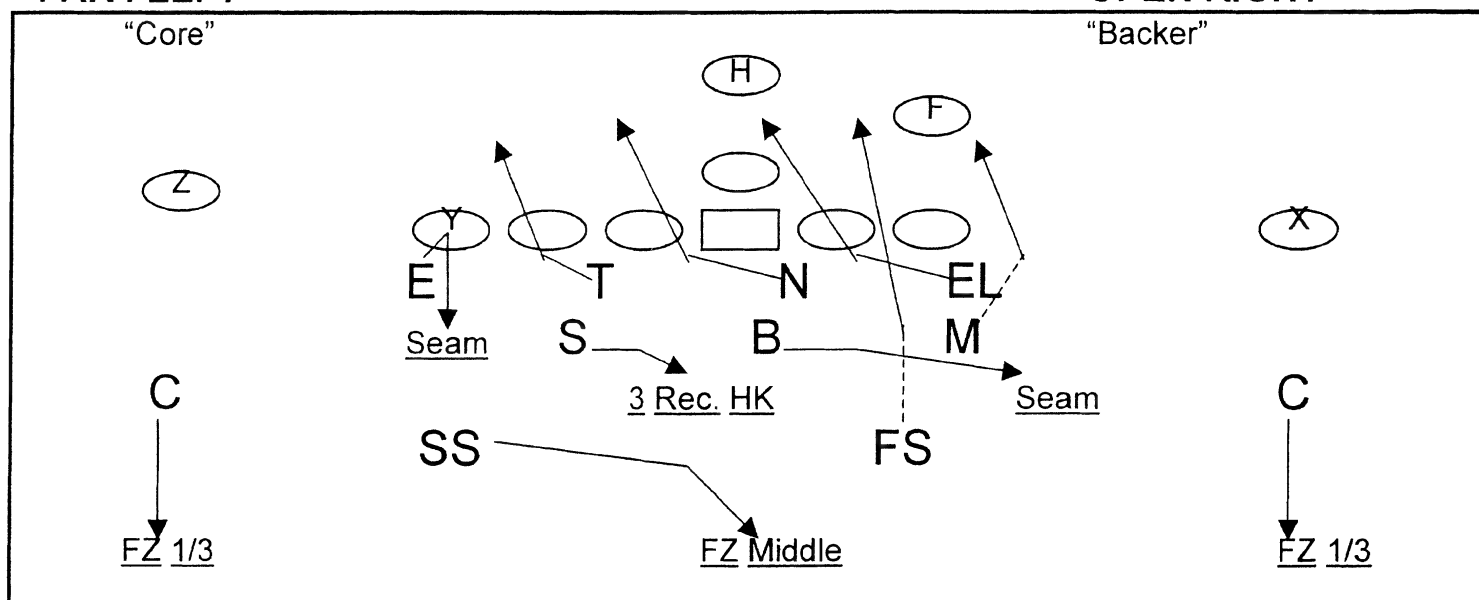 “Core” “Backer”
H
F
Z
Y X
E T N EL
Seam S B M
C 3 Rec. HK Seam C
SS FS
FZ 1/3 FZ Middle FZ 1/3